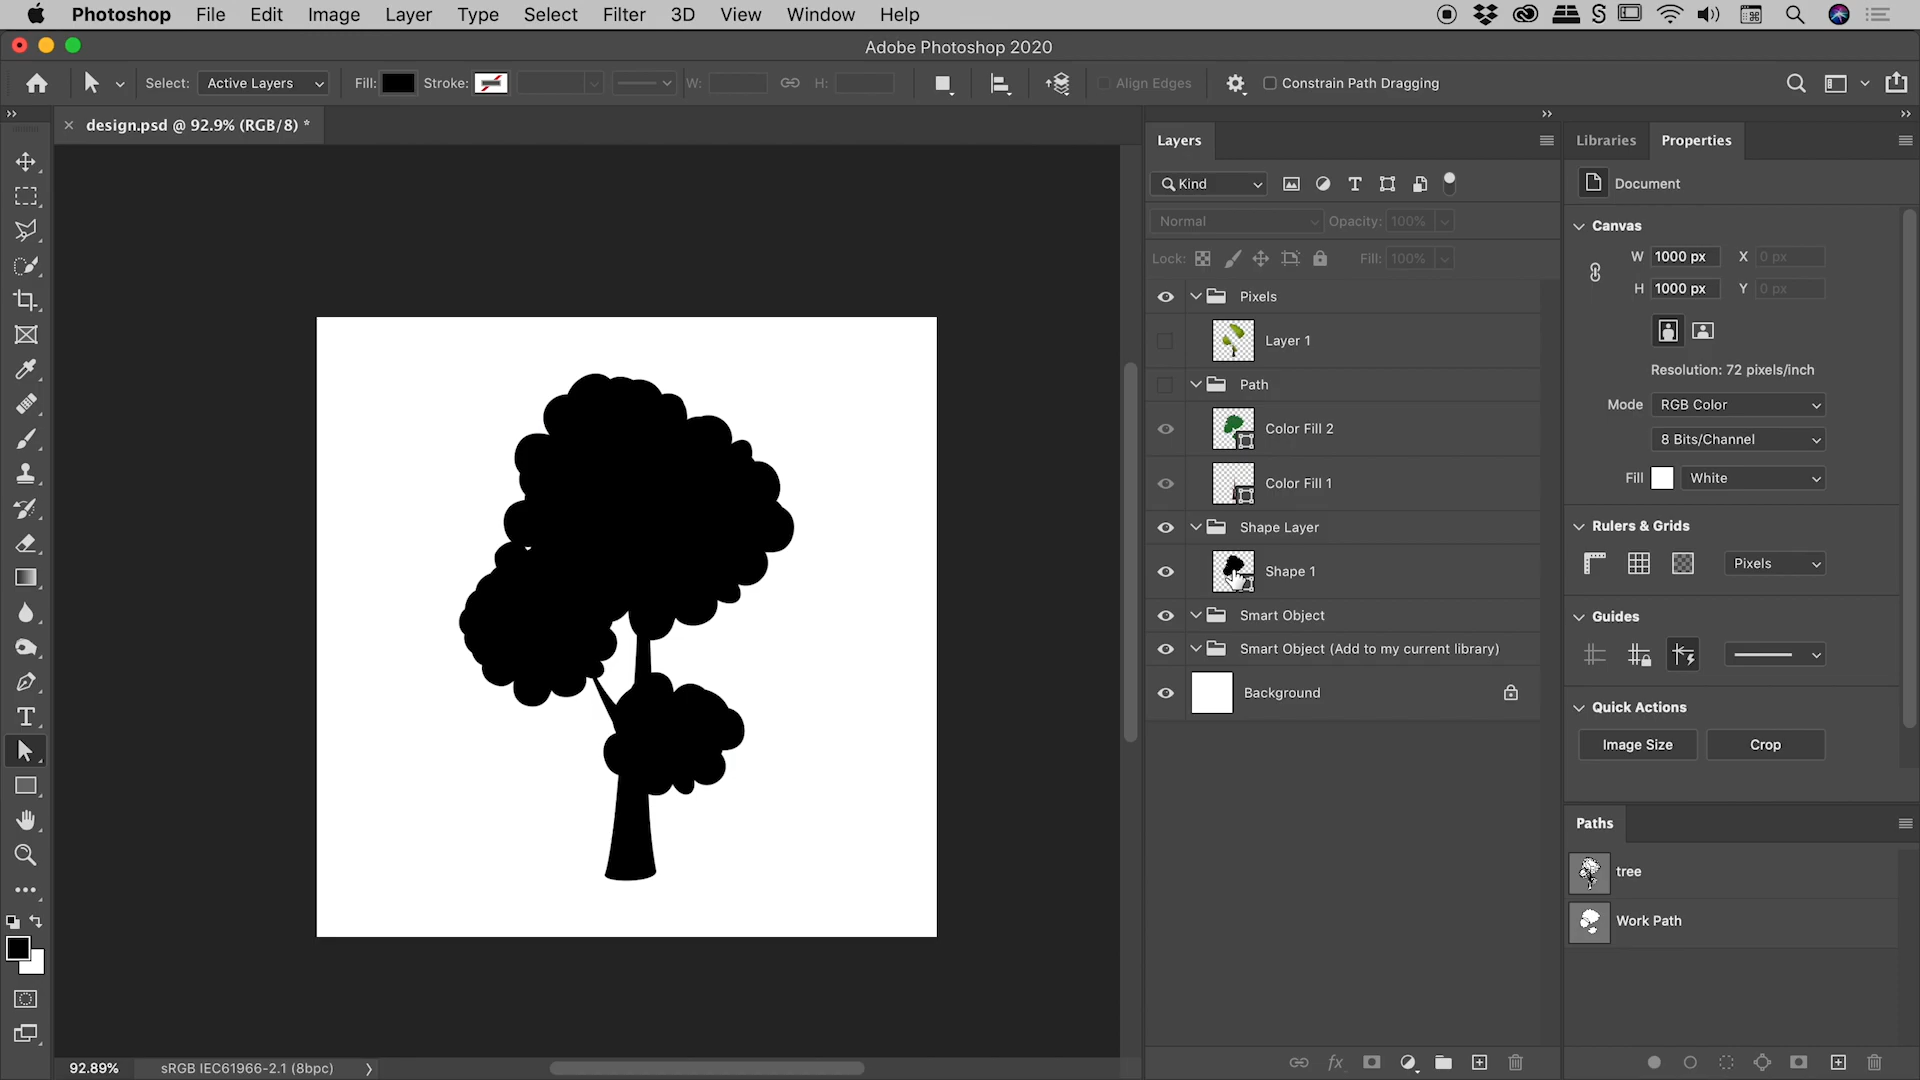 Photoshop File Edit Image Layer Type Select Filter 3D View Window Help
Adobe Photoshop 2020
Select: Active Layers Fill: Stroke: W: H: Align Edges Constrain Path Dragging
design.psd @ 92.9% (RGB/8) *
Layers
Kind
Normal Opacity: 100%
Lock: Fill: 100%
Pixels
Layer 1
Path
Color Fill 2
Color Fill 1
Shape Layer
Shape 1
Smart Object
Smart Object (Add to my current library)
Background
Libraries Properties
Document
Canvas
W 1000 px X 0 px
H 1000 px Y 0 px
Resolution: 72 pixels/inch
Mode RGB Color
8 Bits/Channel
Fill White
Rulers & Grids
Pixels
Guides
Quick Actions
Image Size Crop
Paths
tree
Work Path
92.89% sRGB IEC61966-2.1 (8bpc)